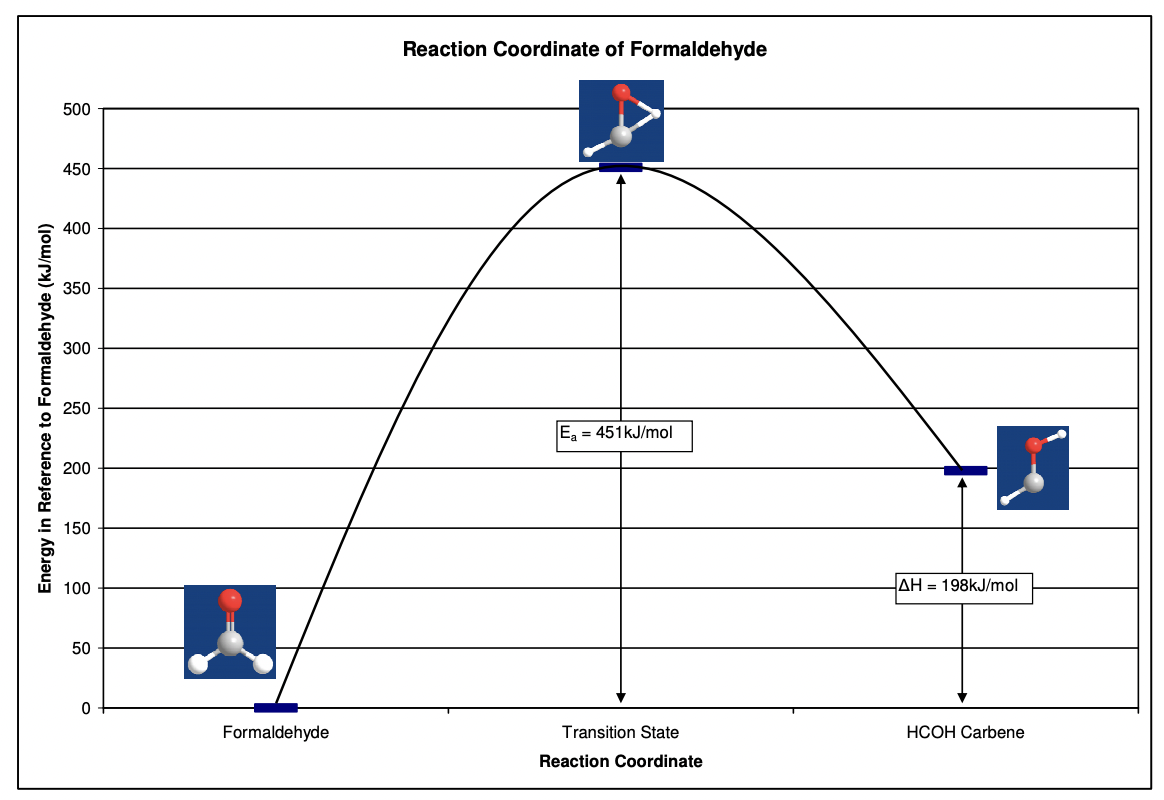 Reaction Coordinate of Formaldehyde
Energy in Reference to Formaldehyde (kJ/mol)
500
450
400
350
300
250
200
150
100
50
0
Eₐ = 451kJ/mol
ΔH = 198kJ/mol
Formaldehyde
Transition State
HCOH Carbene
Reaction Coordinate